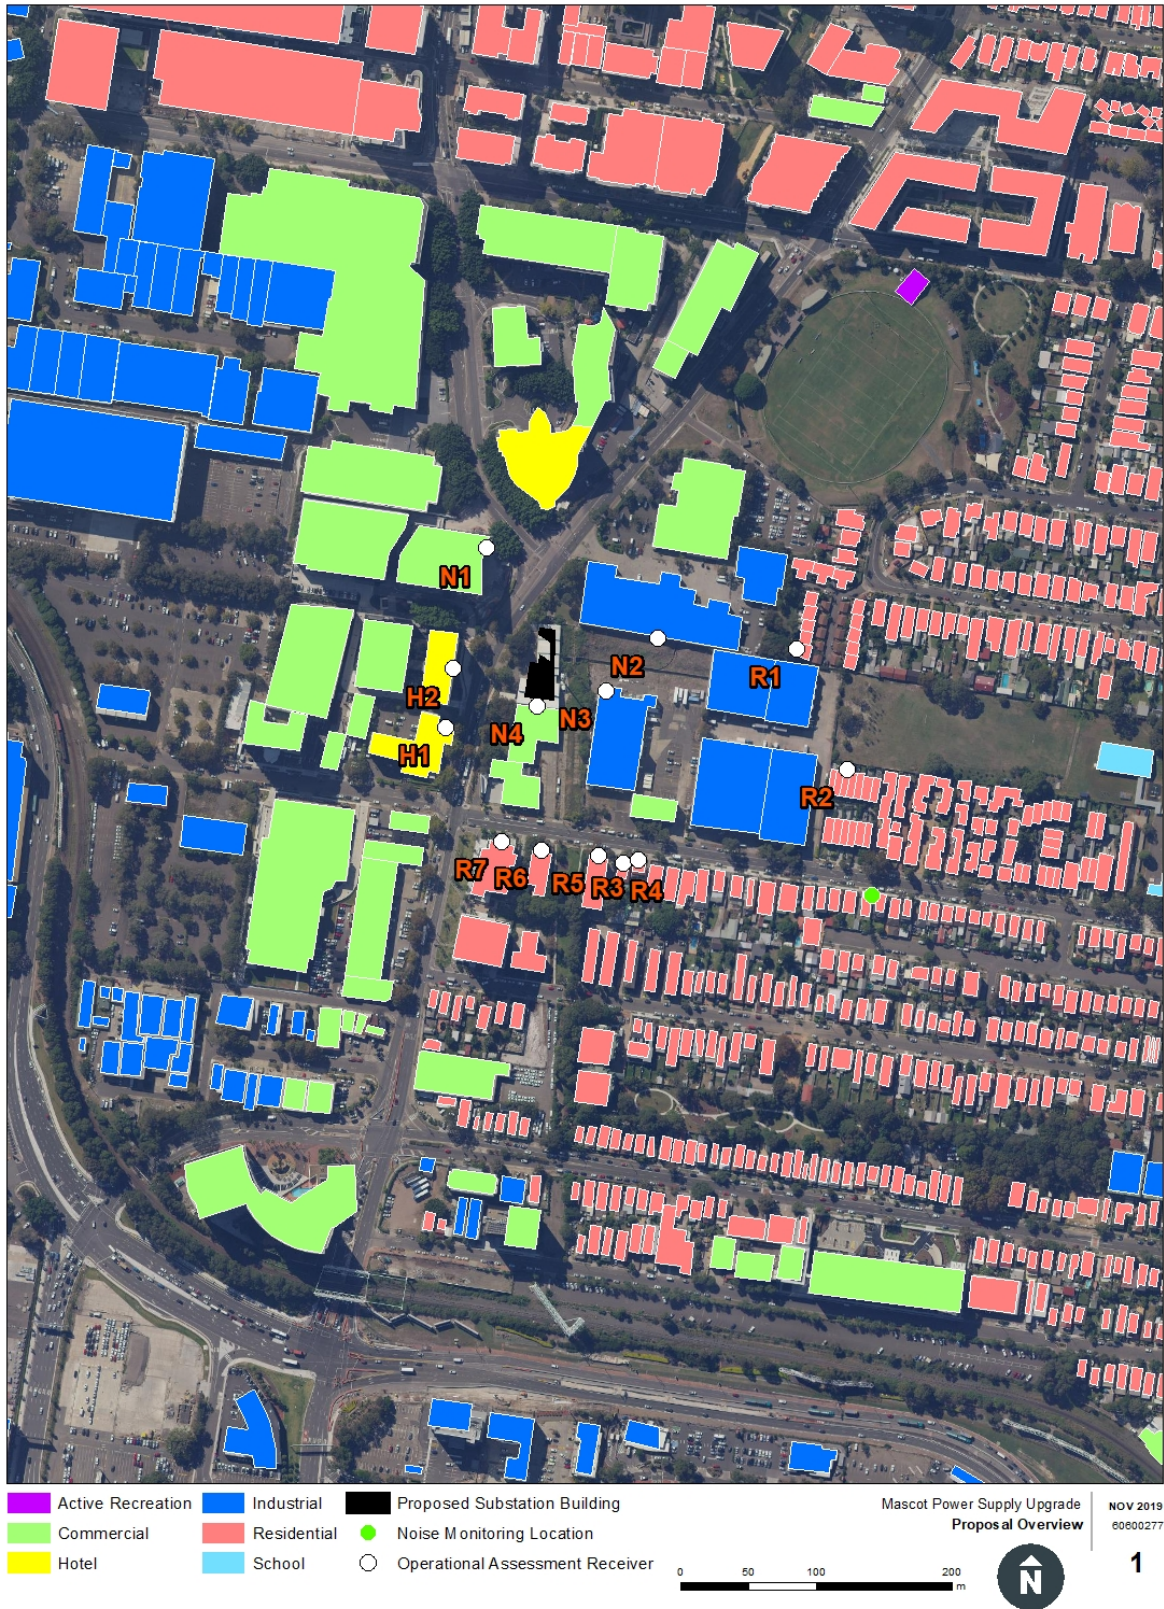 N1
N2
R1
H2
N3
N4
H1
R2
R7
R6
R5
R3
R4
Active Recreation
Industrial
Proposed Substation Building
Commercial
Residential
Noise Monitoring Location
Hotel
School
Operational Assessment Receiver
0 50 100 200
m
N
Mascot Power Supply Upgrade
Proposal Overview
NOV 2019
60600277
1